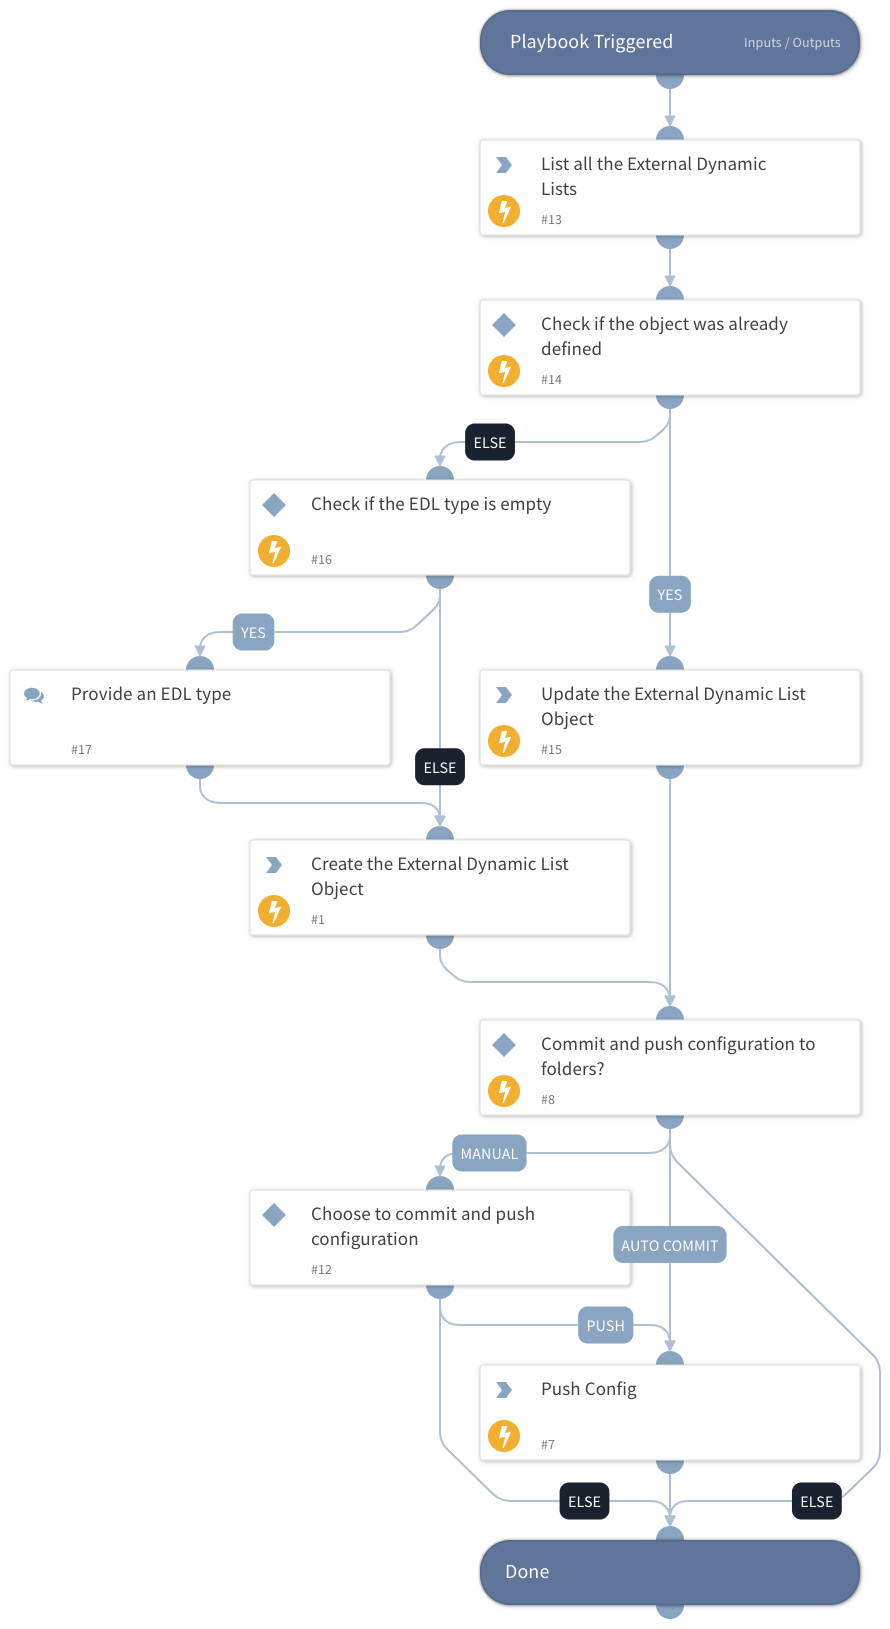 Playbook Triggered
Inputs / Outputs
List all the External Dynamic
Lists
#13
Check if the object was already
defined
#14
ELSE
Check if the EDL type is empty
#16
YES
YES
Provide an EDL type
#17
Update the External Dynamic List
Object
#15
ELSE
Create the External Dynamic List
Object
#1
Commit and push configuration to
folders?
#8
MANUAL
Choose to commit and push
configuration
#12
AUTO COMMIT
PUSH
Push Config
#7
ELSE
ELSE
Done